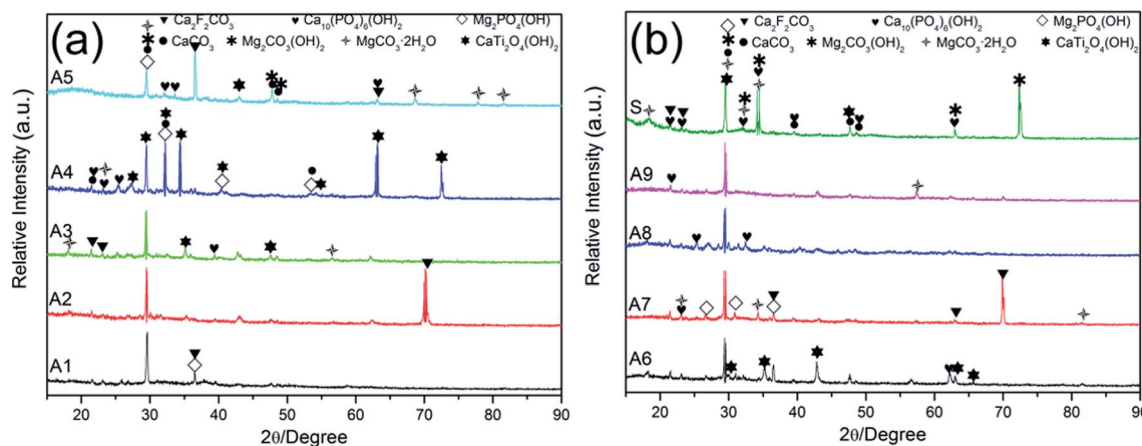 (a)
Ca2F2CO3 Ca10(PO4)6(OH)2 Mg2PO4(OH)
CaCO3 Mg2CO3(OH)2 MgCO3·2H2O CaTi2O4(OH)2
A5
A4
A3
A2
A1
Relative Intensity (a.u.)
20 30 40 50 60 70 80 90
2θ/Degree
(b)
Ca2F2CO3 Ca10(PO4)6(OH)2 Mg2PO4(OH)
CaCO3 Mg2CO3(OH)2 MgCO3·2H2O CaTi2O4(OH)2
S
A9
A8
A7
A6
Relative Intensity (a.u.)
20 30 40 50 60 70 80 90
2θ/Degree